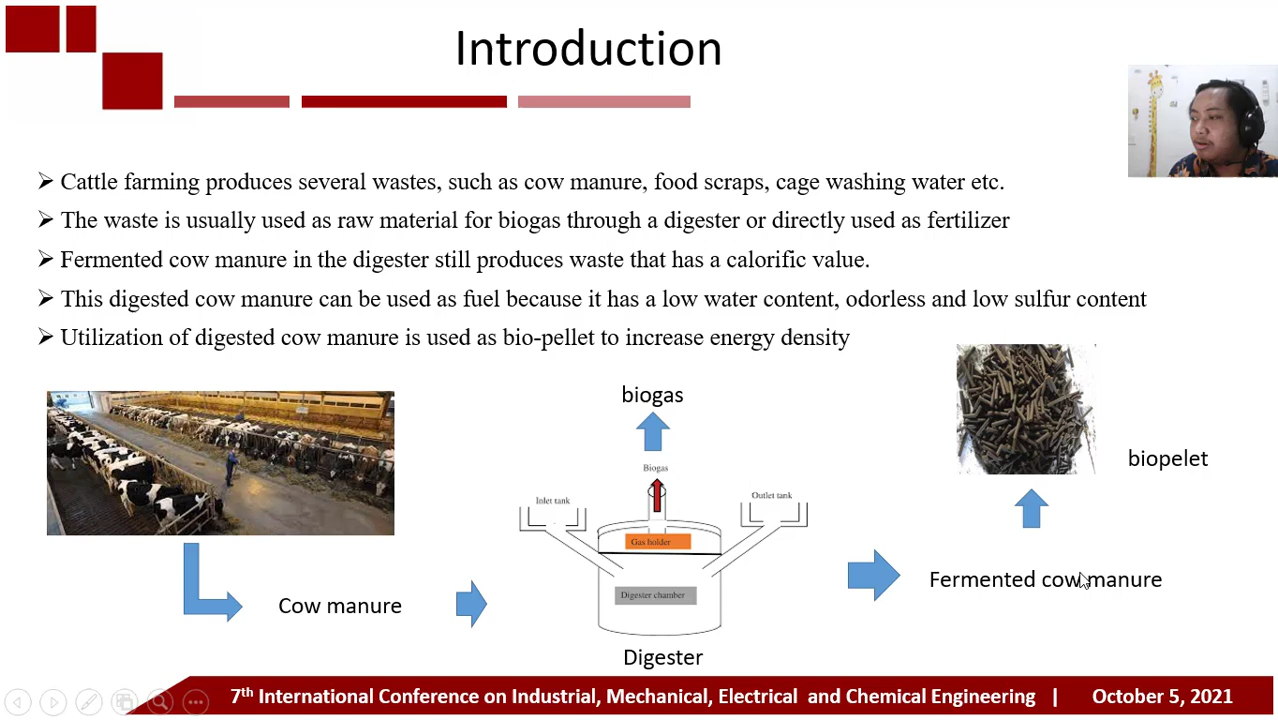 Introduction
Cattle farming produces several wastes, such as cow manure, food scraps, cage washing water etc.
The waste is usually used as raw material for biogas through a digester or directly used as fertilizer
Fermented cow manure in the digester still produces waste that has a calorific value.
This digested cow manure can be used as fuel because it has a low water content, odorless and low sulfur content
Utilization of digested cow manure is used as bio-pellet to increase energy density
biogas
biopelet
Biogas
Inlet tank
Outlet tank
Gas holder
Digester chamber
Fermented cow manure
Cow manure
Digester
7th International Conference on Industrial, Mechanical, Electrical and Chemical Engineering | October 5, 2021